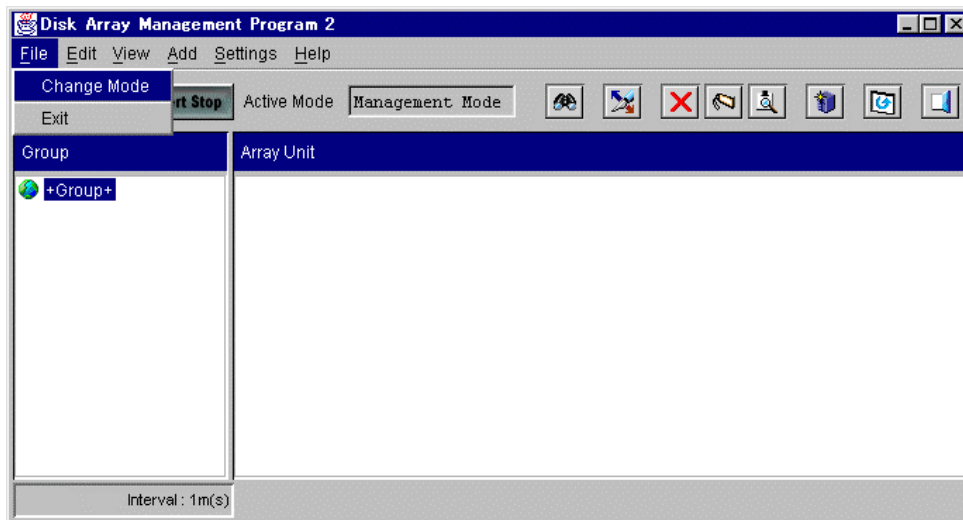 Disk Array Management Program 2
File Edit View Add Settings Help
Change Mode
Exit
rt Stop Active Mode Management Mode
Group
Array Unit
+Group+
Interval : 1m(s)